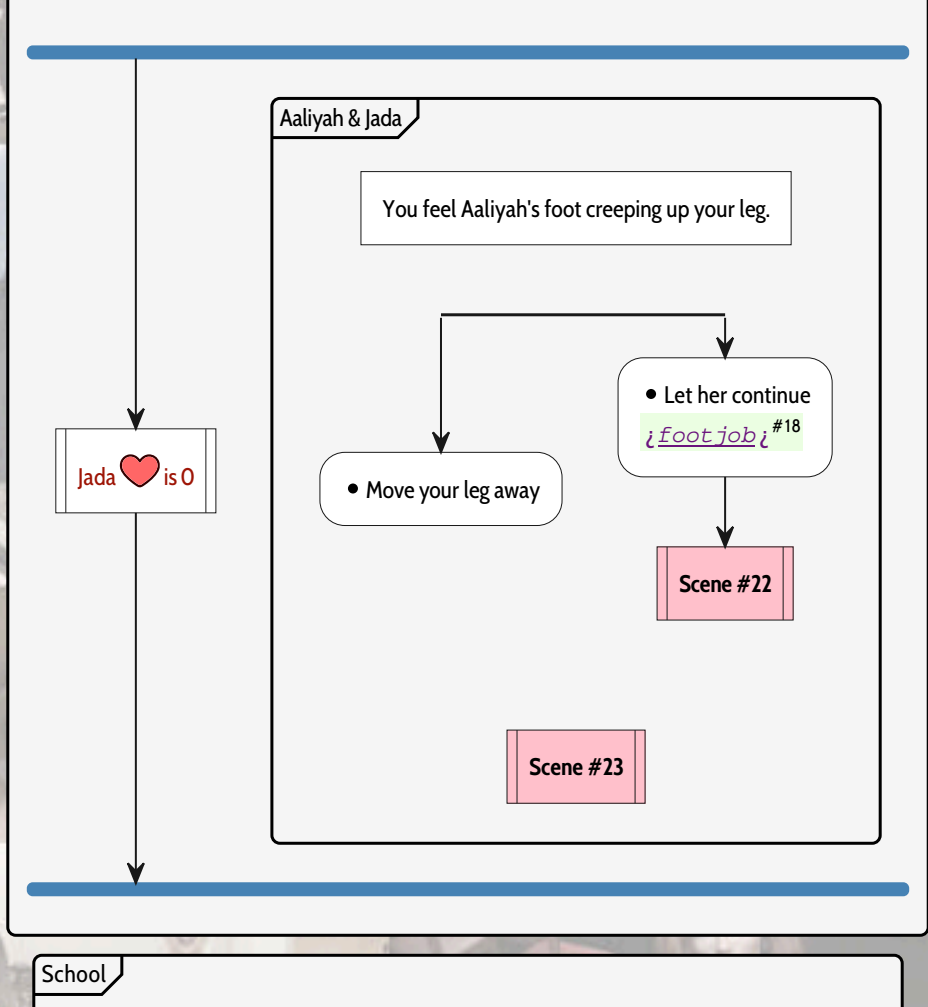 Aaliyah & Jada
You feel Aaliyah's foot creeping up your leg.
• Let her continue
¿footjob¿#18
Jada ❤ is 0
• Move your leg away
Scene #22
Scene #23
School